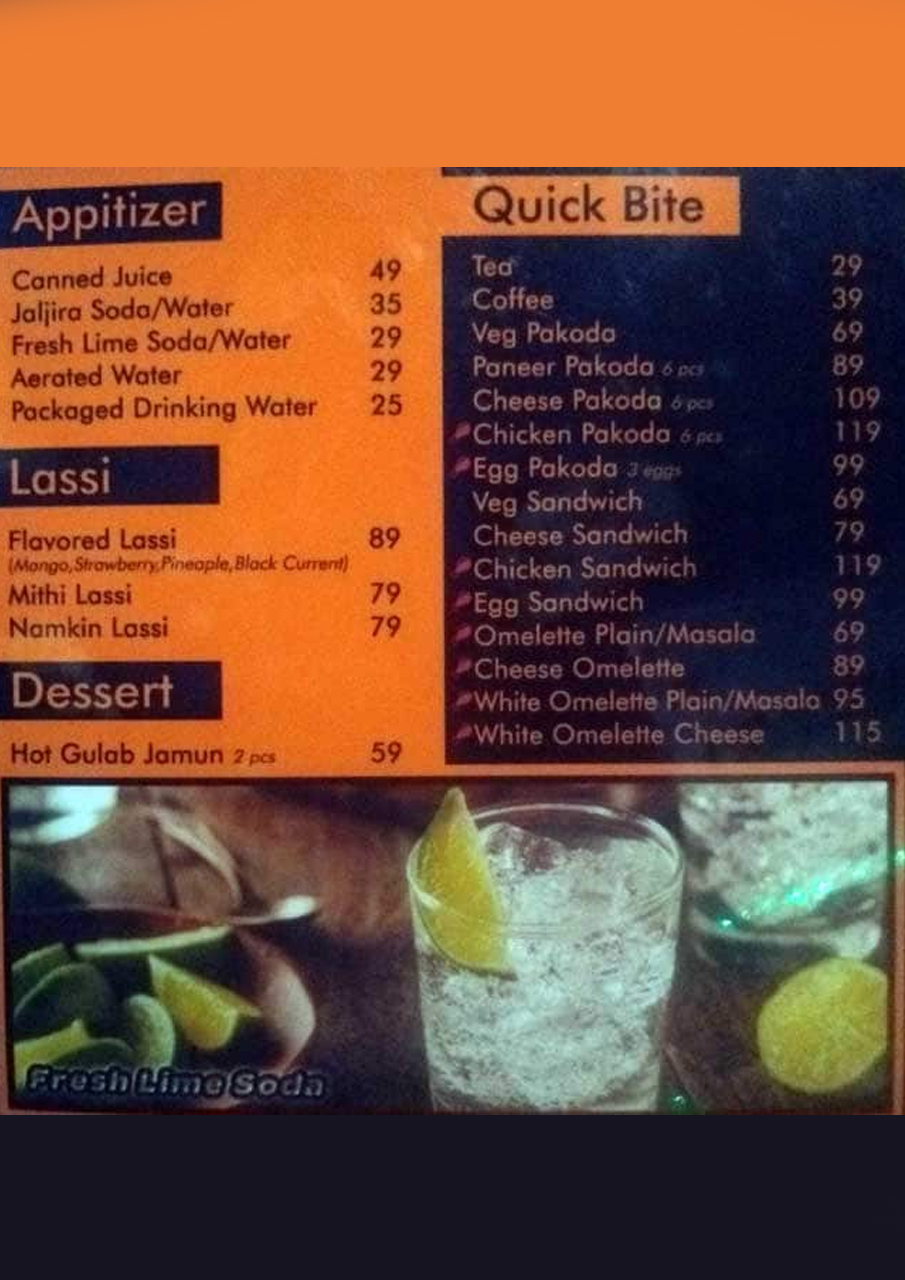 Appitizer
Canned Juice 49
Jaljira Soda/Water 35
Fresh Lime Soda/Water 29
Aerated Water 29
Packaged Drinking Water 25
Lassi
Flavored Lassi 89
(Mango,Strawberry,Pineaple,Black Current)
Mithi Lassi 79
Namkin Lassi 79
Dessert
Hot Gulab Jamun 2 pcs 59
Quick Bite
Tea 29
Coffee 39
Veg Pakoda 69
Paneer Pakoda 6 pcs 89
Cheese Pakoda 6 pcs 109
Chicken Pakoda 6 pcs 119
Egg Pakoda 3 eggs 99
Veg Sandwich 69
Cheese Sandwich 79
Chicken Sandwich 119
Egg Sandwich 99
Omelette Plain/Masala 69
Cheese Omelette 89
White Omelette Plain/Masala 95
White Omelette Cheese 115
Fresh Lime Soda